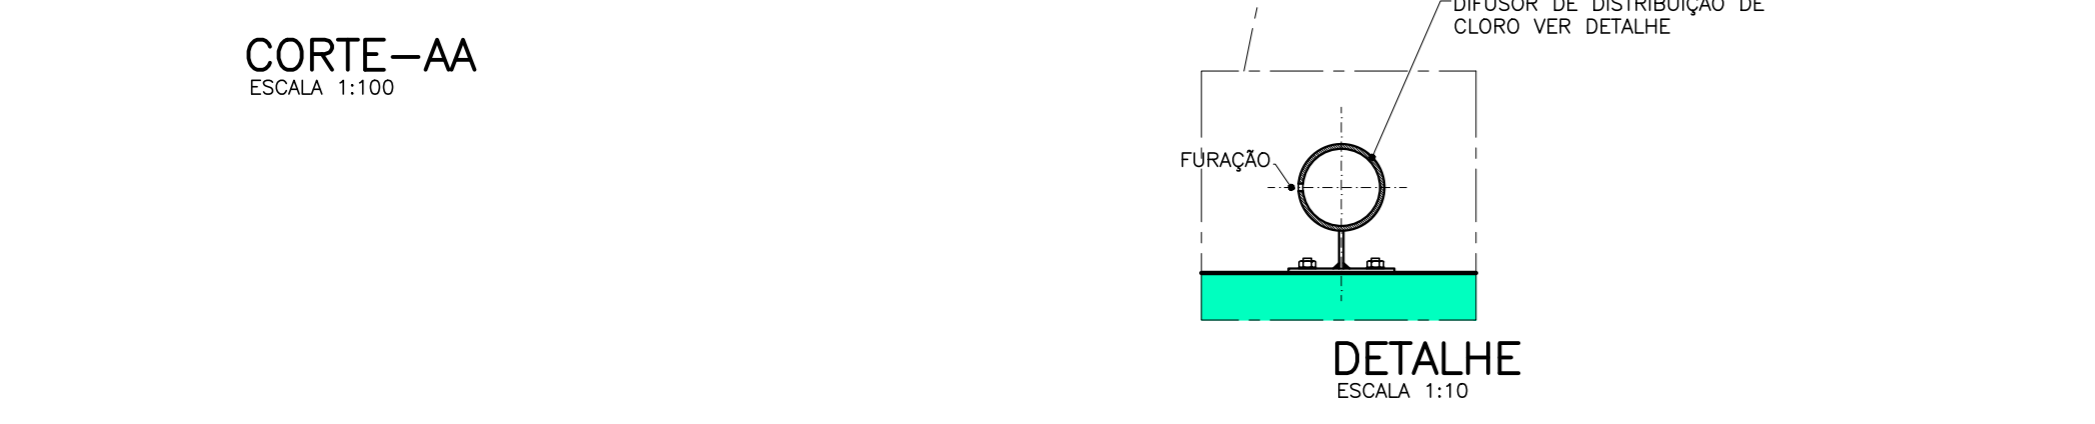 DIFUSOR DE DISTRIBUIÇÃO DE
CLORO VER DETALHE
CORTE-AA
ESCALA 1:100
FURAÇÃO
DETALHE
ESCALA 1:10